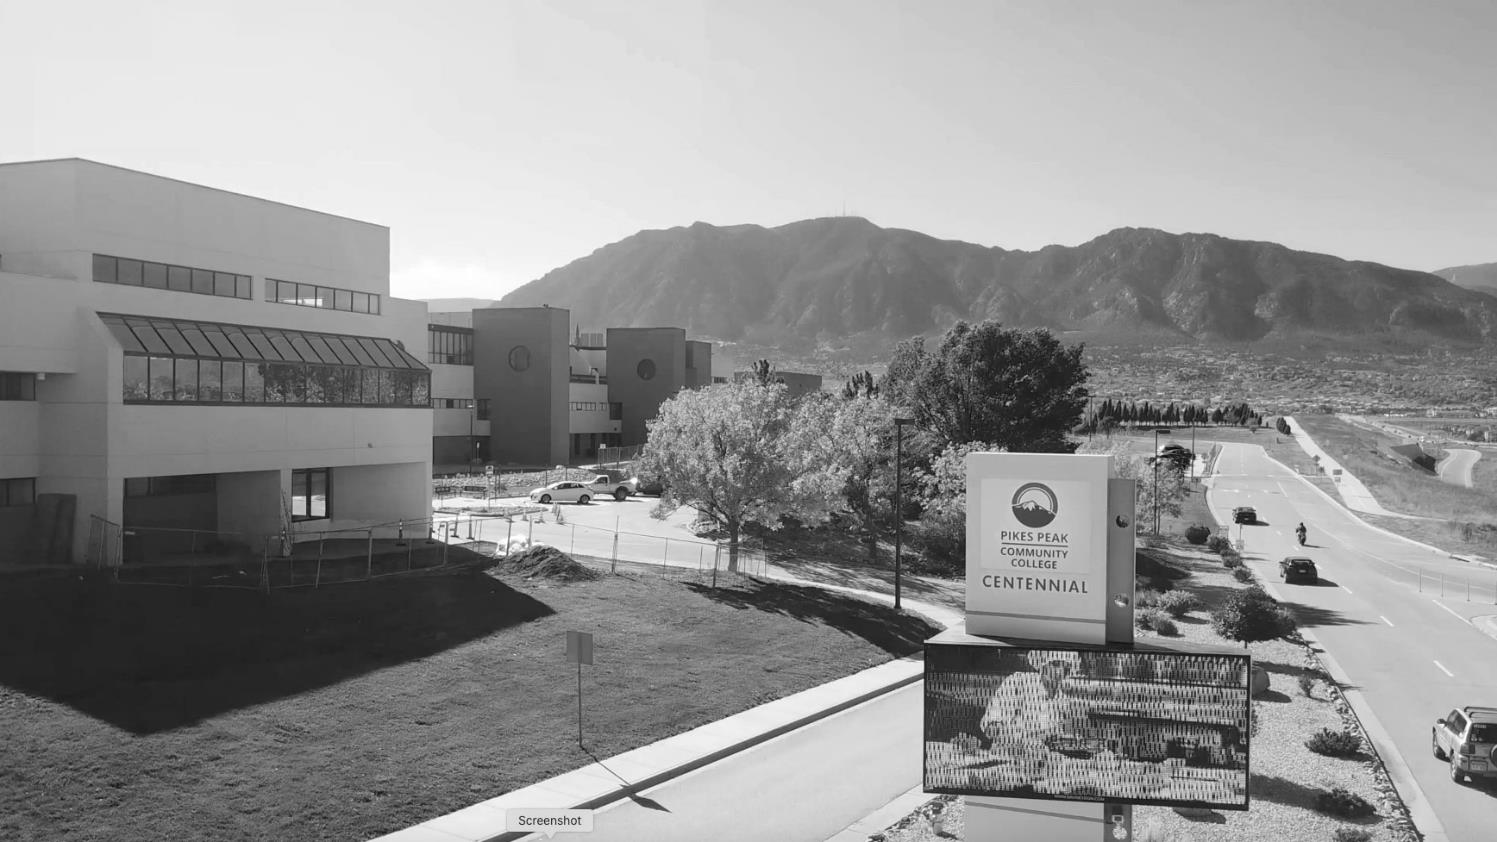 PIKES PEAK
COMMUNITY
COLLEGE
CENTENNIAL
Screenshot